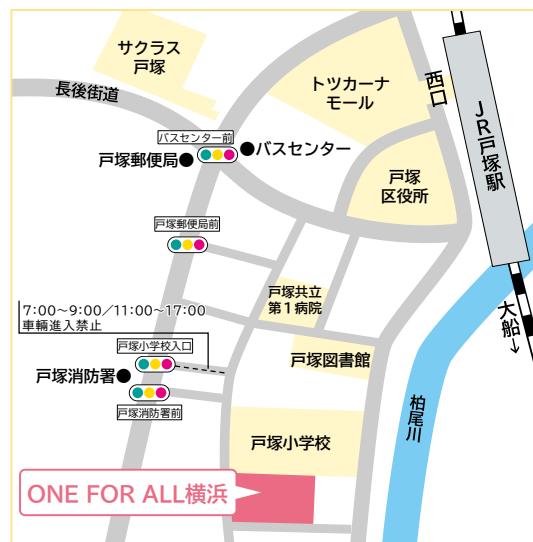 サクラス
戸塚
長後街道
トツカーナ
モール
西口
JR戸塚駅
バスセンター前
バスセンター
戸塚郵便局
戸塚
区役所
戸塚郵便局前
戸塚共立
第1病院
7:00～9:00／11:00～17:00
車輛進入禁止
大船→
戸塚小学校入口
戸塚図書館
戸塚消防署
戸塚消防署前
柏尾川
戸塚小学校
ONE FOR ALL横浜